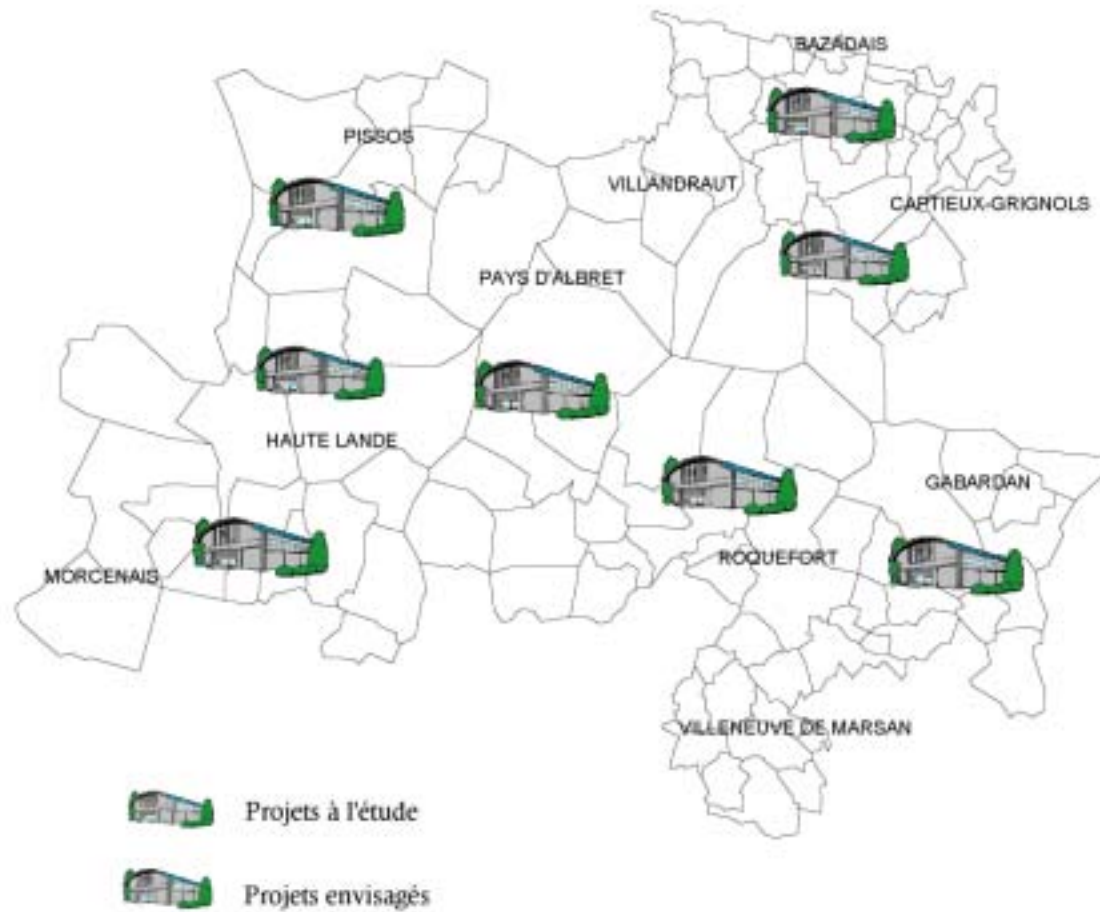 BAZADAIS
PISSOS
VILLANDRAUT
CAPTIEUX-GRIGNOLS
PAYS D'ALBRET
HAUTE LANDE
GABARDAN
ROQUEFORT
MORCENAIS
VILLENEUVE DE MARSAN
Projets à l'étude
Projets envisagés